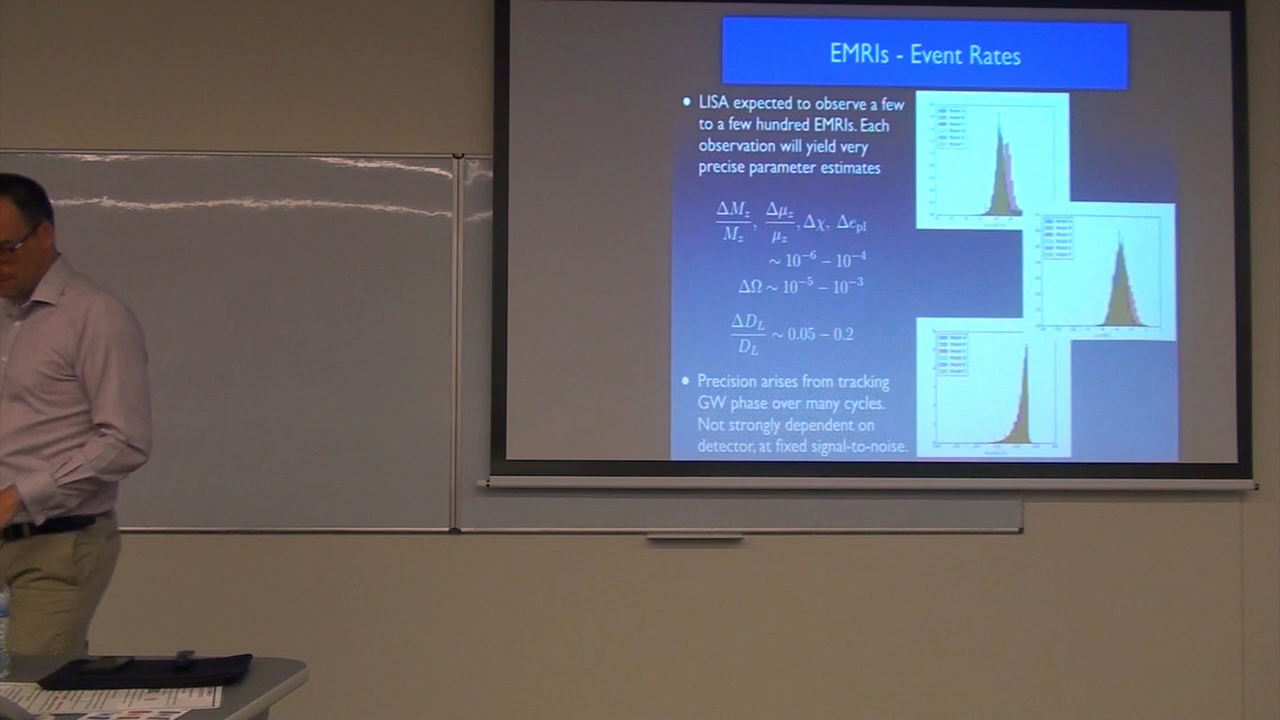 EMRIs - Event Rates
• LISA expected to observe a few
to a few hundred EMRIs. Each
observation will yield very
precise parameter estimates
ΔM_z/M_z, Δμ_z/μ_z, Δχ, Δe_pl
~ 10⁻⁶ – 10⁻⁴
ΔΩ ~ 10⁻⁵ – 10⁻³
ΔD_L/D_L ~ 0.05 – 0.2
• Precision arises from tracking
GW phase over many cycles.
Not strongly dependent on
detector, at fixed signal-to-noise.